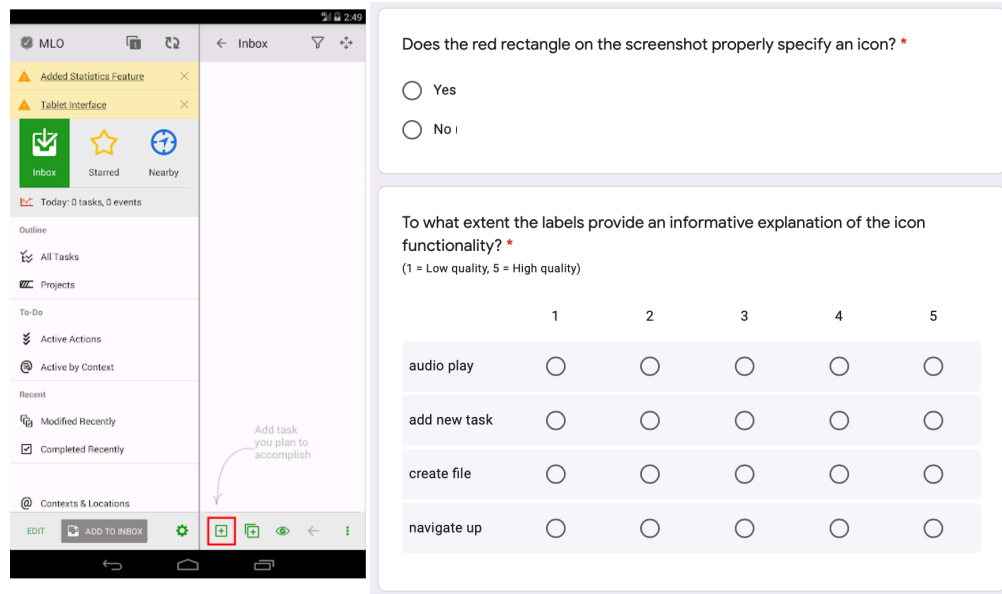 2:49
MLO
Inbox
Added Statistics Feature
Tablet Interface
Inbox
Starred
Nearby
Today: 0 tasks, 0 events
Outline
All Tasks
Projects
To-Do
Active Actions
Active by Context
Recent
Modified Recently
Completed Recently
@ Contexts & Locations
EDIT
ADD TO INBOX
Add task
you plan to
accomplish
Does the red rectangle on the screenshot properly specify an icon? *
Yes
No
To what extent the labels provide an informative explanation of the icon
functionality? *
(1 = Low quality, 5 = High quality)
1 2 3 4 5
audio play
add new task
create file
navigate up